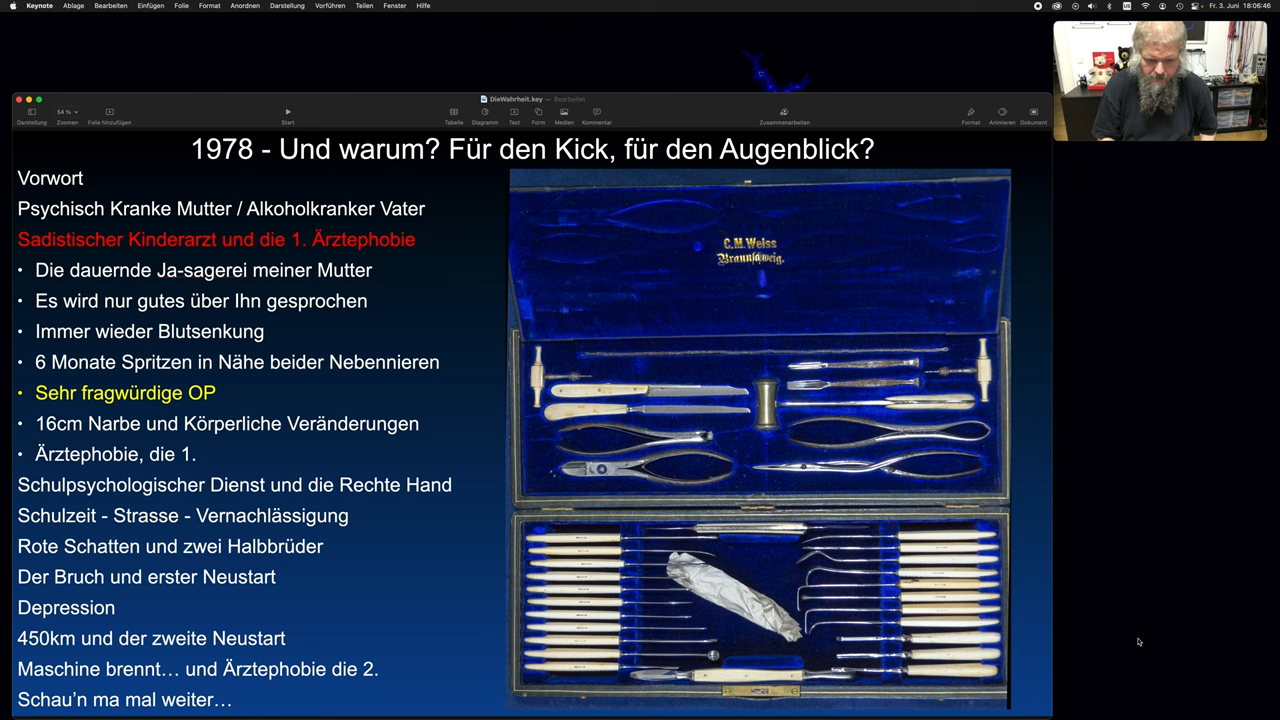 Keynote Ablage Bearbeiten Einfügen Folie Format Anordnen Darstellung Vorführen Teilen Fenster Hilfe
US
Fr. 3. Juni 18:06:46
DieWahrheit.key — Bearbeitet
54 %
Darstellung Zoomen Folie hinzufügen Start Tabelle Diagramm Text Form Medien Kommentar Zusammenarbeiten Format Animieren Dokument
1978 - Und warum? Für den Kick, für den Augenblick?
Vorwort
Psychisch Kranke Mutter / Alkoholkranker Vater
Sadistischer Kinderarzt und die 1. Ärztephobie
• Die dauernde Ja-sagerei meiner Mutter
• Es wird nur gutes über Ihn gesprochen
• Immer wieder Blutsenkung
• 6 Monate Spritzen in Nähe beider Nebennieren
• Sehr fragwürdige OP
• 16cm Narbe und Körperliche Veränderungen
• Ärztephobie, die 1.
Schulpsychologischer Dienst und die Rechte Hand
Schulzeit - Strasse - Vernachlässigung
Rote Schatten und zwei Halbbrüder
Der Bruch und erster Neustart
Depression
450km und der zweite Neustart
Maschine brennt… und Ärztephobie die 2.
Schau’n ma mal weiter…
C.M. Weiss
Braunschweig.